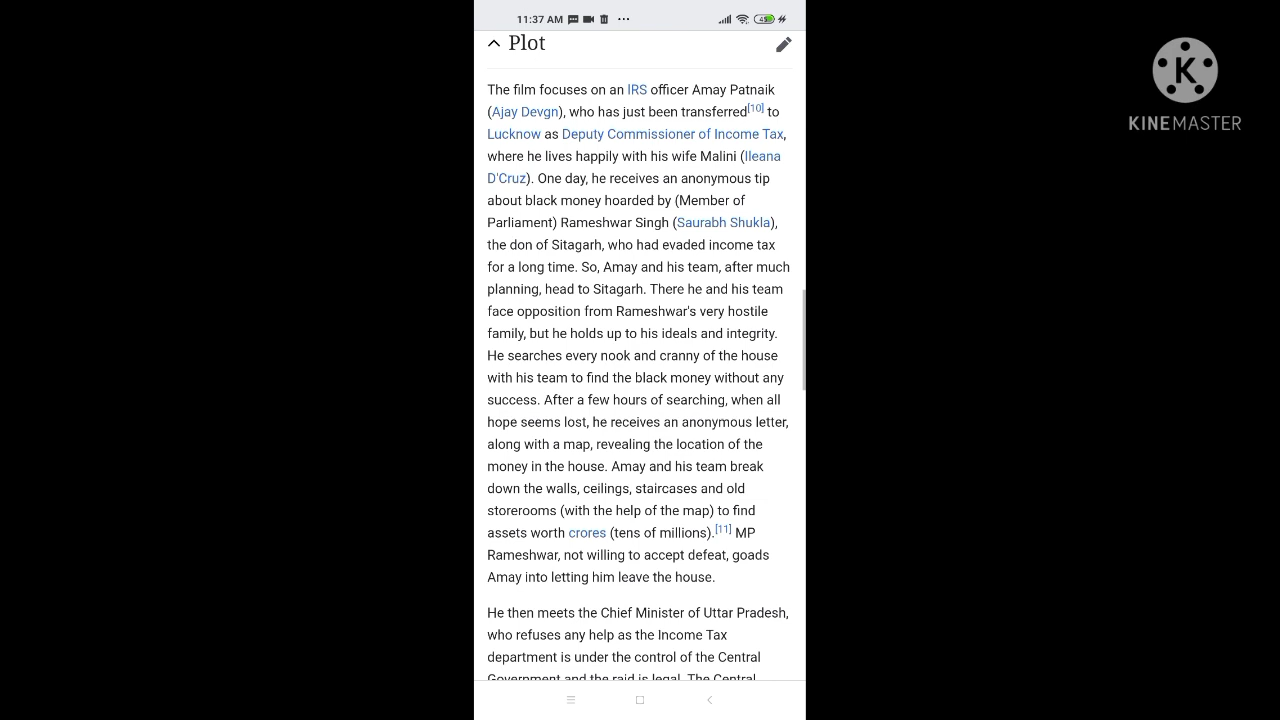 11:37 AM
45
Plot
The film focuses on an IRS officer Amay Patnaik
(Ajay Devgn), who has just been transferred[10] to
Lucknow as Deputy Commissioner of Income Tax,
where he lives happily with his wife Malini (Ileana
D'Cruz). One day, he receives an anonymous tip
about black money hoarded by (Member of
Parliament) Rameshwar Singh (Saurabh Shukla),
the don of Sitagarh, who had evaded income tax
for a long time. So, Amay and his team, after much
planning, head to Sitagarh. There he and his team
face opposition from Rameshwar's very hostile
family, but he holds up to his ideals and integrity.
He searches every nook and cranny of the house
with his team to find the black money without any
success. After a few hours of searching, when all
hope seems lost, he receives an anonymous letter,
along with a map, revealing the location of the
money in the house. Amay and his team break
down the walls, ceilings, staircases and old
storerooms (with the help of the map) to find
assets worth crores (tens of millions).[11] MP
Rameshwar, not willing to accept defeat, goads
Amay into letting him leave the house.
He then meets the Chief Minister of Uttar Pradesh,
who refuses any help as the Income Tax
department is under the control of the Central
Government and the raid is legal. The Central
K
KINEMASTER